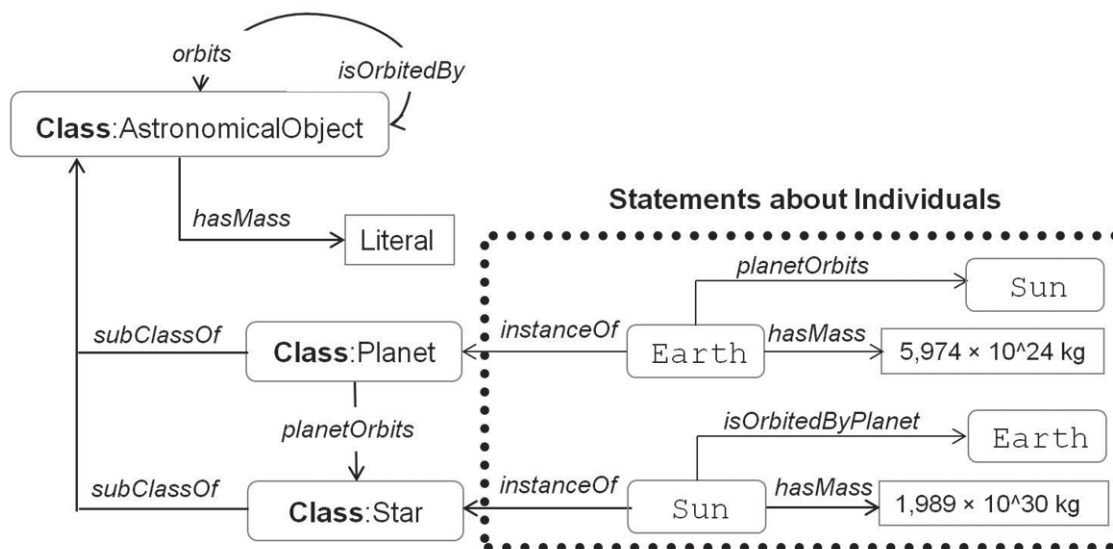 orbits
isOrbitedBy
Class:AstronomicalObject
hasMass
Literal
Statements about Individuals
planetOrbits
Sun
subClassOf
Class:Planet
instanceOf
Earth
hasMass
5,974 × 10^24 kg
planetOrbits
isOrbitedByPlanet
Earth
subClassOf
Class:Star
instanceOf
Sun
hasMass
1,989 × 10^30 kg